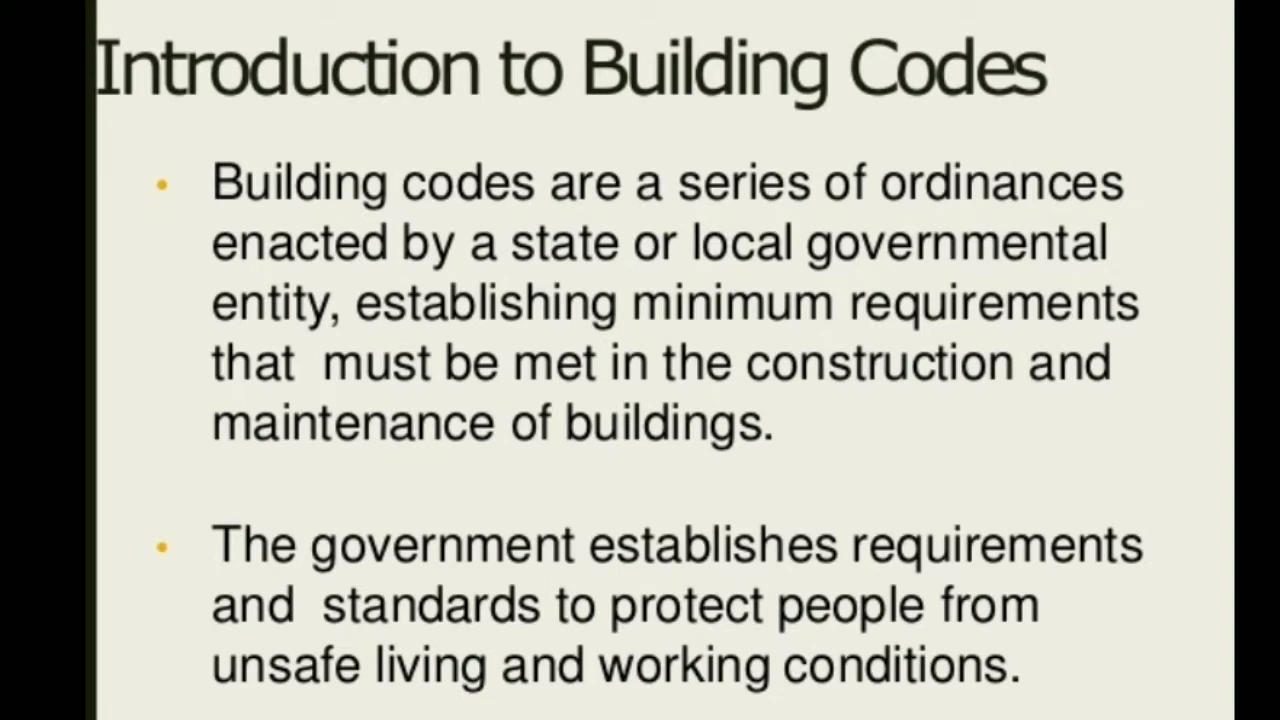 Introduction to Building Codes
• Building codes are a series of ordinances
enacted by a state or local governmental
entity, establishing minimum requirements
that  must be met in the construction and
maintenance of buildings.
• The government establishes requirements
and  standards to protect people from
unsafe living and working conditions.